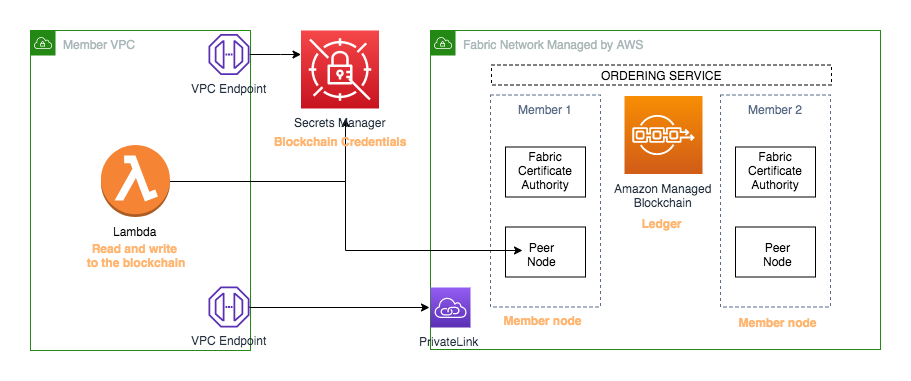 Member VPC
VPC Endpoint
Secrets Manager
Blockchain Credentials
Lambda
Read and write
to the blockchain
VPC Endpoint
Fabric Network Managed by AWS
ORDERING SERVICE
Member 1
Fabric
Certificate
Authority
Peer
Node
Member node
Amazon Managed
Blockchain
Ledger
Member 2
Fabric
Certificate
Authority
Peer
Node
Member node
PrivateLink